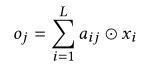 $o_j = \sum_{i=1}^{L} a_{ij} \odot x_i$